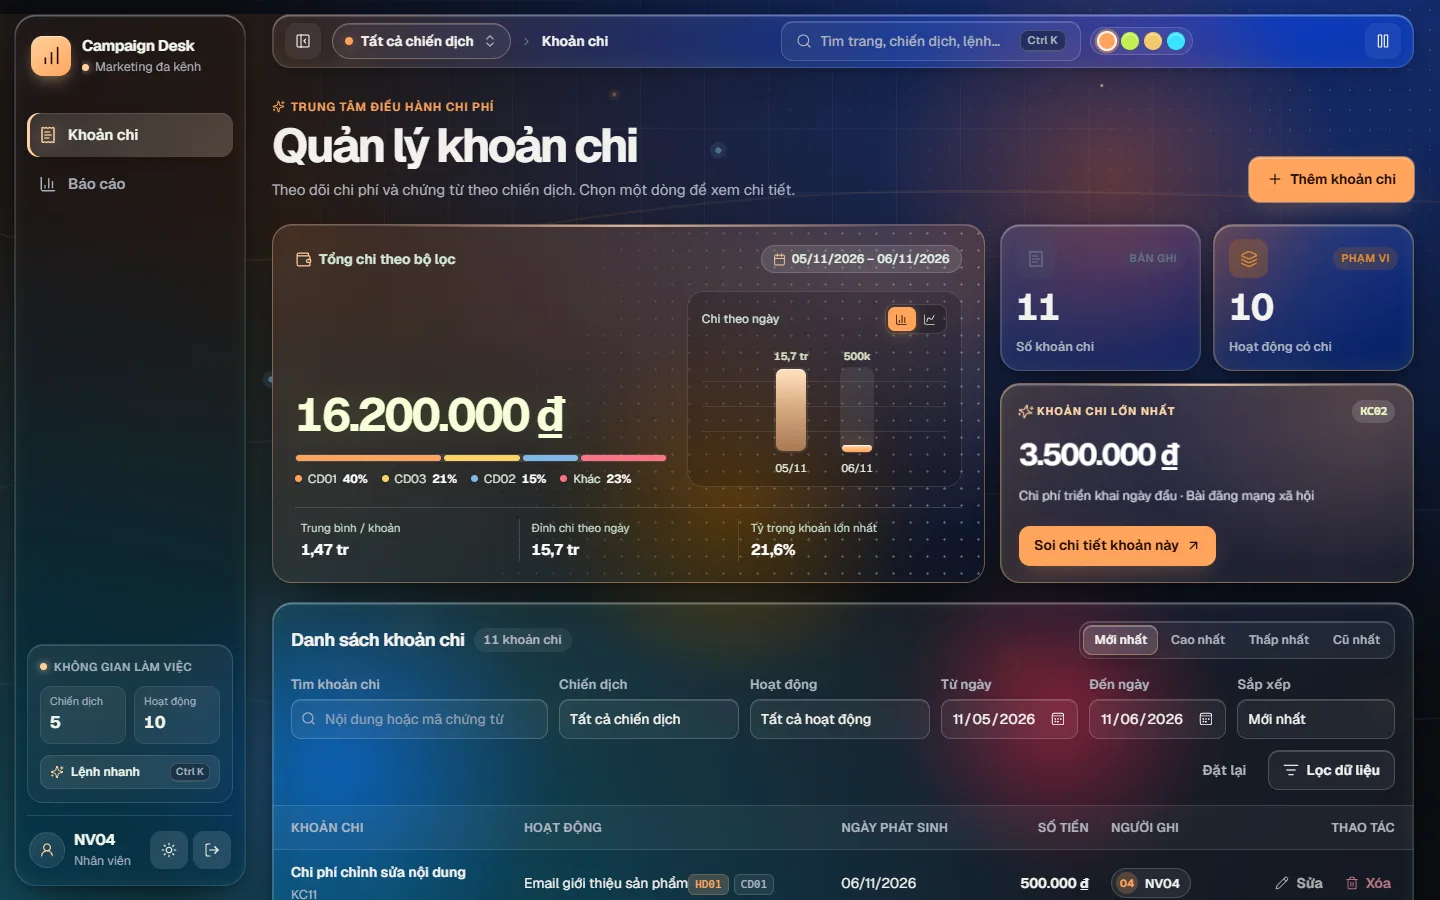 Campaign Desk
Marketing đa kênh
Khoản chi
Báo cáo
KHÔNG GIAN LÀM VIỆC
Chiến dịch
5
Hoạt động
10
Lệnh nhanh
Ctrl K
NV04
Nhân viên
Tất cả chiến dịch
Khoản chi
Tìm trang, chiến dịch, lệnh...
Ctrl K
TRUNG TÂM ĐIỀU HÀNH CHI PHÍ
Quản lý khoản chi
Theo dõi chi phí và chứng từ theo chiến dịch. Chọn một dòng để xem chi tiết.
Thêm khoản chi
Tổng chi theo bộ lọc
05/11/2026 – 06/11/2026
16.200.000 ₫
CD01 40%
CD03 21%
CD02 15%
Khác 23%
Chi theo ngày
15,7 tr
500k
05/11
06/11
Trung bình / khoản
1,47 tr
Đỉnh chi theo ngày
15,7 tr
Tỷ trọng khoản lớn nhất
21,6%
BẢN GHI
11
Số khoản chi
PHẠM VI
10
Hoạt động có chi
KHOẢN CHI LỚN NHẤT
KC02
3.500.000 ₫
Chi phí triển khai ngày đầu · Bài đăng mạng xã hội
Soi chi tiết khoản này
Danh sách khoản chi
11 khoản chi
Mới nhất
Cao nhất
Thấp nhất
Cũ nhất
Tìm khoản chi
Chiến dịch
Hoạt động
Từ ngày
Đến ngày
Sắp xếp
Nội dung hoặc mã chứng từ
Tất cả chiến dịch
Tất cả hoạt động
11/05/2026
11/06/2026
Mới nhất
Đặt lại
Lọc dữ liệu
KHOẢN CHI
HOẠT ĐỘNG
NGÀY PHÁT SINH
SỐ TIỀN
NGƯỜI GHI
THAO TÁC
Chi phí chỉnh sửa nội dung
KC11
Email giới thiệu sản phẩm
HD01
CD01
06/11/2026
500.000 ₫
04
NV04
Sửa
Xóa